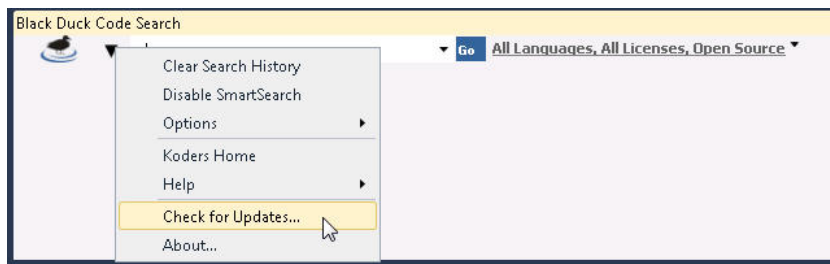 Black Duck Code Search
Go All Languages, All Licenses, Open Source
Clear Search History
Disable SmartSearch
Options
Koders Home
Help
Check for Updates...
About...